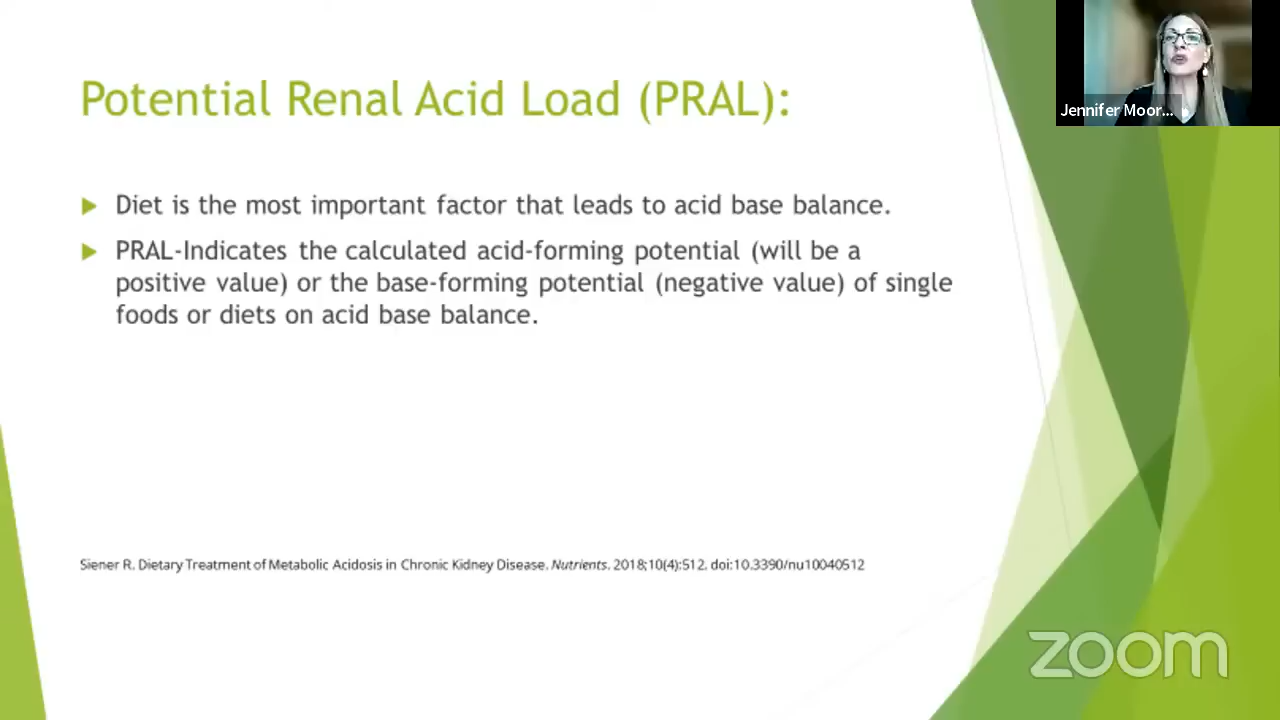 Potential Renal Acid Load (PRAL):
Jennifer Moor...
Diet is the most important factor that leads to acid base balance.
PRAL-Indicates the calculated acid-forming potential (will be a
positive value) or the base-forming potential (negative value) of single
foods or diets on acid base balance.
Siener R. Dietary Treatment of Metabolic Acidosis in Chronic Kidney Disease. Nutrients. 2018;10(4):512. doi:10.3390/nu10040512
zoom